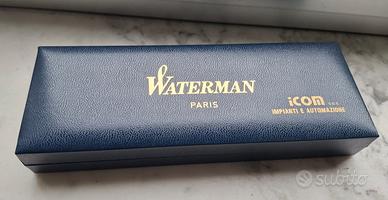 WATERMAN
PARIS
iCOM
IMPIANTI E AUTOMAZIONE
subito